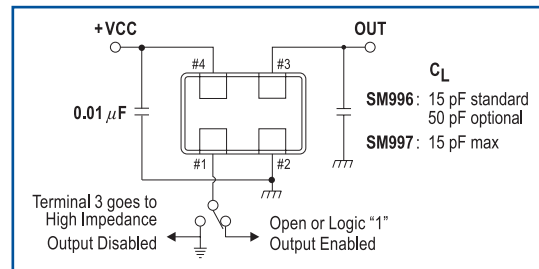 +VCC
OUT
#4
#3
C_L
0.01 μF
SM996: 15 pF standard
50 pF optional
SM997: 15 pF max
#1
#2
Terminal 3 goes to
High Impedance
Output Disabled
Open or Logic “1”
Output Enabled